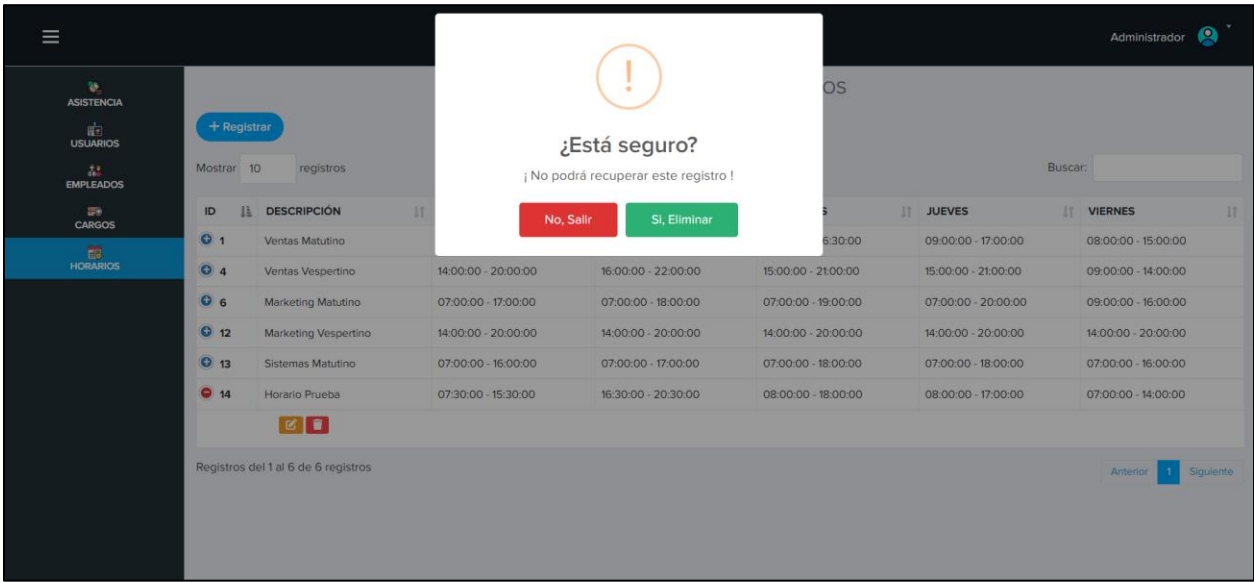 Administrador
ASISTENCIA
USUARIOS
EMPLEADOS
CARGOS
HORARIOS
OS
+ Registrar
Mostrar 10 registros
Buscar:
!
¿Está seguro?
¡ No podrá recuperar este registro !
No, Salir Si, Eliminar
ID DESCRIPCIÓN S JUEVES VIERNES
1 Ventas Matutino 6:30:00 09:00:00 - 17:00:00 08:00:00 - 15:00:00
4 Ventas Vespertino 14:00:00 - 20:00:00 16:00:00 - 22:00:00 15:00:00 - 21:00:00 15:00:00 - 21:00:00 09:00:00 - 14:00:00
6 Marketing Matutino 07:00:00 - 17:00:00 07:00:00 - 18:00:00 07:00:00 - 19:00:00 07:00:00 - 20:00:00 09:00:00 - 16:00:00
12 Marketing Vespertino 14:00:00 - 20:00:00 14:00:00 - 20:00:00 14:00:00 - 20:00:00 14:00:00 - 20:00:00 14:00:00 - 20:00:00
13 Sistemas Matutino 07:00:00 - 16:00:00 07:00:00 - 17:00:00 07:00:00 - 18:00:00 07:00:00 - 18:00:00 07:00:00 - 16:00:00
14 Horario Prueba 07:30:00 - 15:30:00 16:30:00 - 20:30:00 08:00:00 - 18:00:00 08:00:00 - 17:00:00 07:00:00 - 14:00:00
Registros del 1 al 6 de 6 registros
Anterior 1 Siguiente